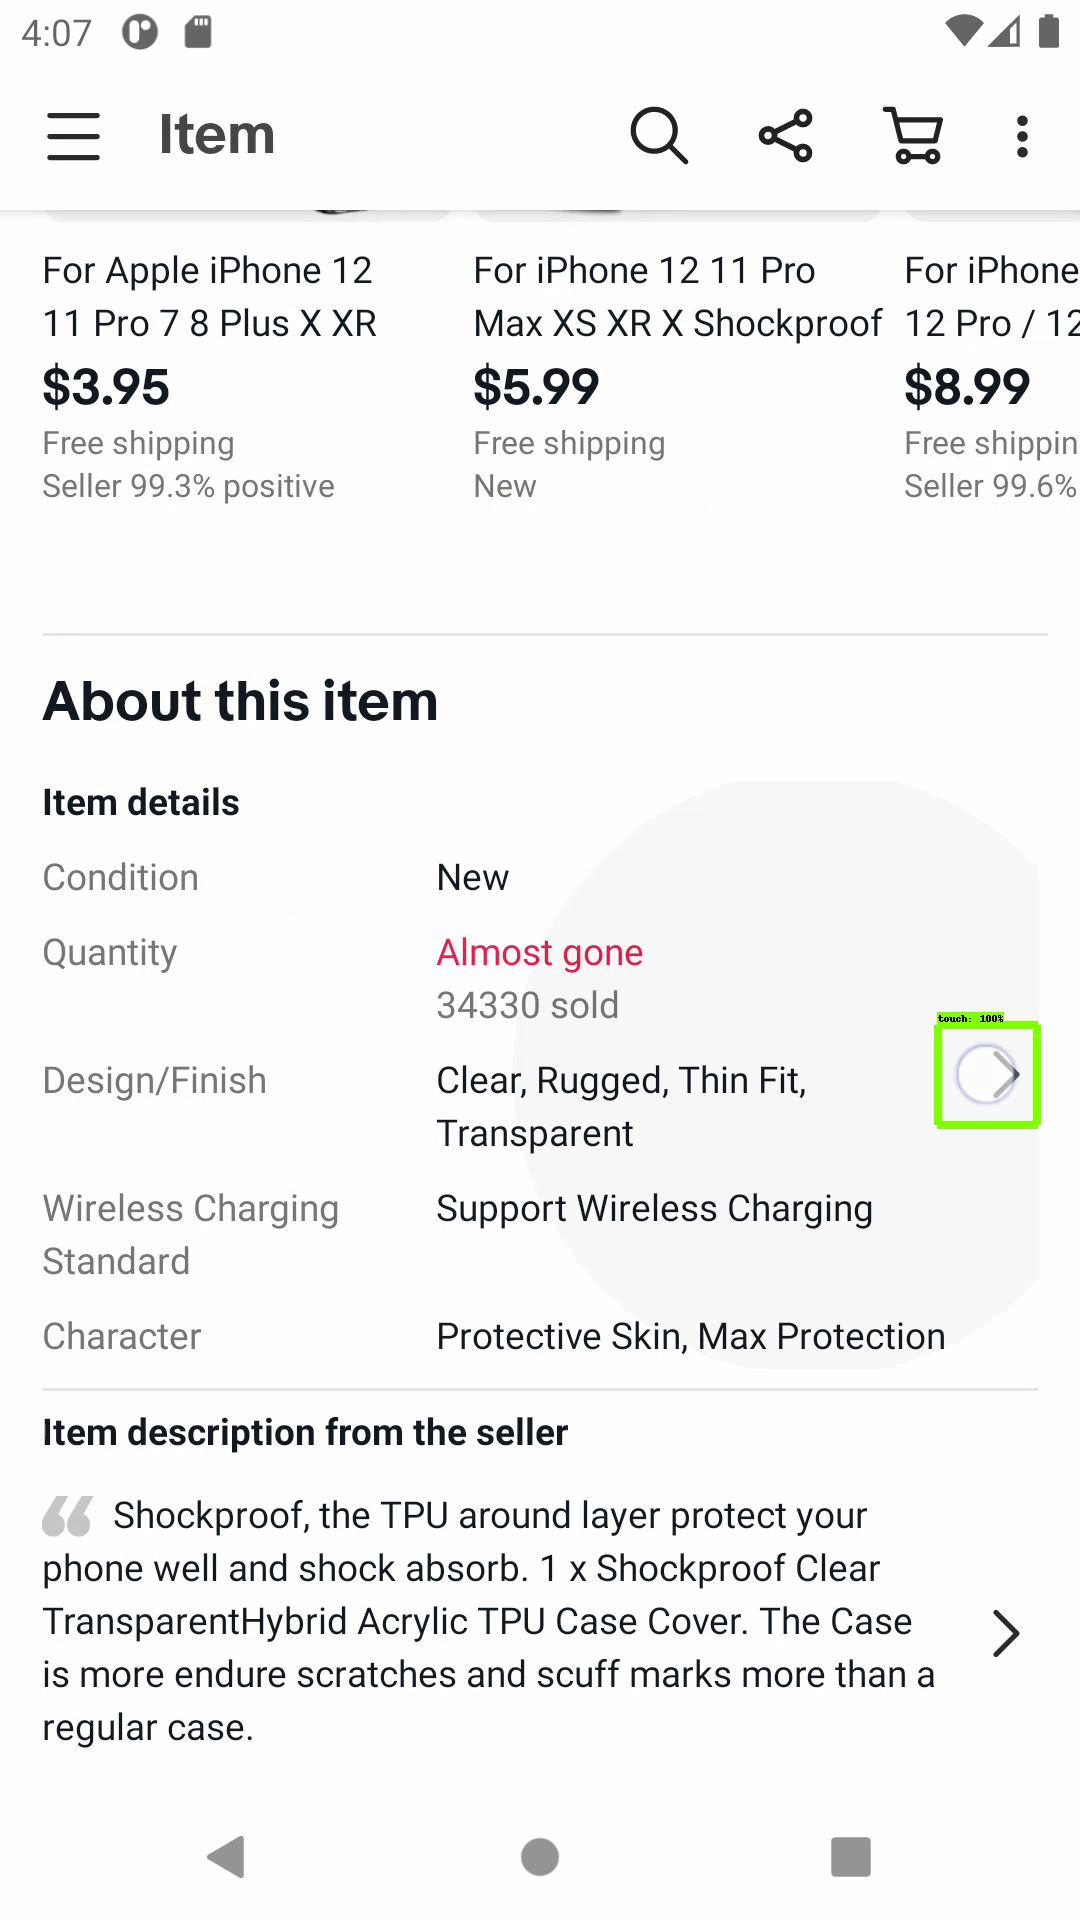 4:07
Item
For Apple iPhone 12
11 Pro 7 8 Plus X XR
$3.95
Free shipping
Seller 99.3% positive
For iPhone 12 11 Pro
Max XS XR X Shockproof
$5.99
Free shipping
New
For iPhone
12 Pro / 12
$8.99
Free shippin
Seller 99.6%
About this item
Item details
Condition New
Quantity Almost gone
34330 sold
touch: 100%
Design/Finish Clear, Rugged, Thin Fit,
Transparent
Wireless Charging Support Wireless Charging
Standard
Character Protective Skin, Max Protection
Item description from the seller
Shockproof, the TPU around layer protect your
phone well and shock absorb. 1 x Shockproof Clear
TransparentHybrid Acrylic TPU Case Cover. The Case
is more endure scratches and scuff marks more than a
regular case.